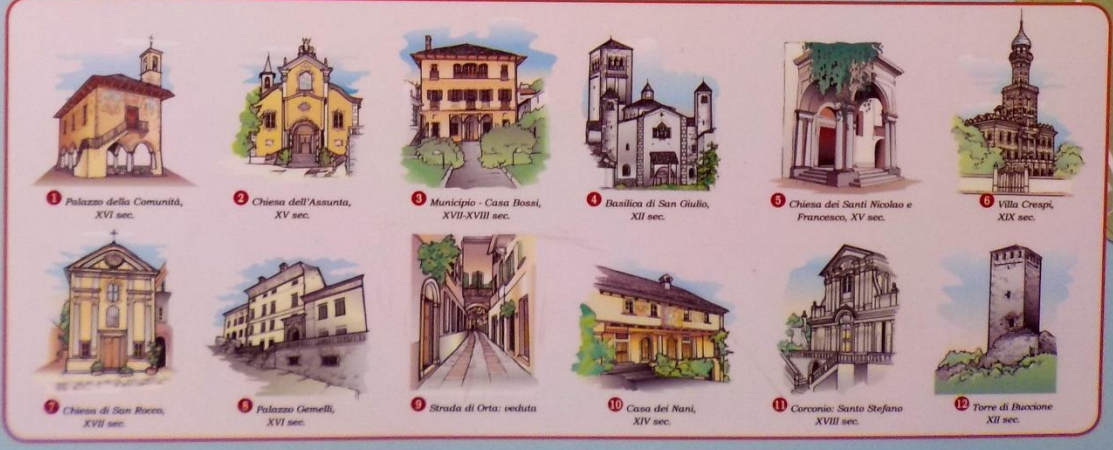 1 Palazzo della Comunità,
XVI sec.
2 Chiesa dell'Assunta,
XV sec.
3 Municipio - Casa Bossi,
XVII-XVIII sec.
4 Basilica di San Giulio,
XII sec.
5 Chiesa dei Santi Nicolao e
Francesco, XV sec.
6 Villa Crespi,
XIX sec.
7 Chiesa di San Rocco,
XVII sec.
8 Palazzo Gemelli,
XVI sec.
9 Strada di Orta: veduta
10 Casa dei Nani,
XIV sec.
11 Corconio: Santo Stefano
XVIII sec.
12 Torre di Buccione
XII sec.